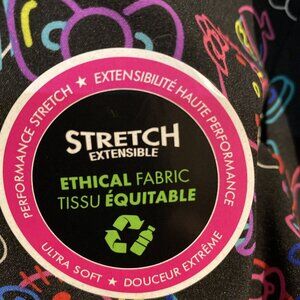 PERFORMANCE STRETCH ★ EXTENSIBILITÉ HAUTE PERFORMANCE
STRETCH
EXTENSIBLE
ETHICAL FABRIC
TISSU ÉQUITABLE
ULTRA SOFT ★ DOUCEUR EXTRÊME